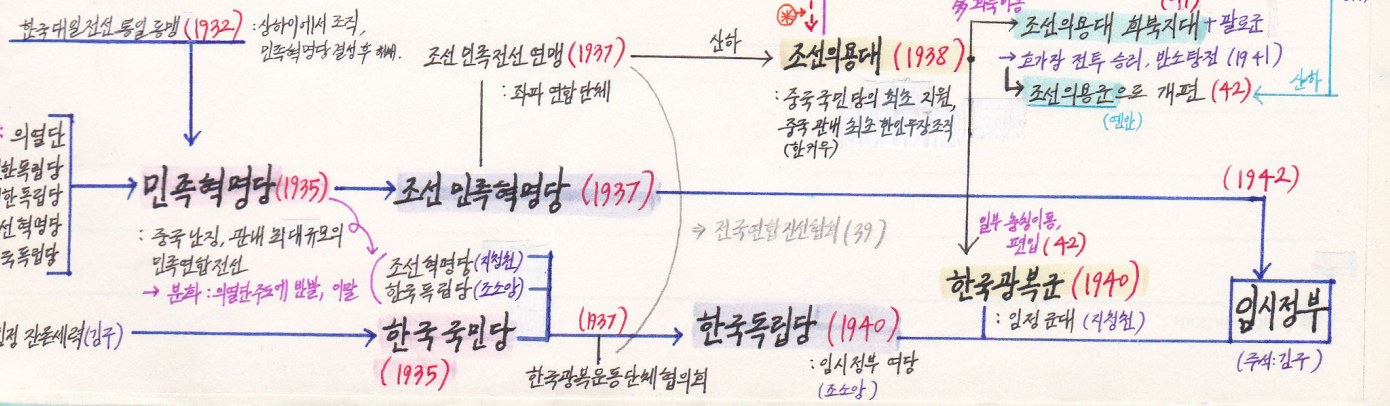 한국대일전선 통일동맹 (1932) : 상하이에서 조직,
민족혁명당 결성 후 해체.
조선 민족전선 연맹 (1937)
: 좌파 연합 단체
산하
조선의용대 (1938)
: 중국 국민당의 최초 지원,
중국 관내 최초 한인 무장조직
(한커우)
(41)
조선의용대 화북지대 + 팔로군
→ 호가장 전투 승리, 반소탕전 (1941)
조선의용군으로 개편 (42)
(옌안)
산하
의열단
한독립당
한독립당
선혁명당
국독립당
민족혁명당 (1935)
: 중국 난징, 관내 최대 규모의
민족연합전선
→ 분화 : 의열단 주도에 반발, 이탈
조선 민족혁명당 (1937)
(1942)
⇒ 전국연합진선협회 (39)
조선혁명당 (지청천)
한국독립당 (조소앙)
일부 충칭이동,
편입 (42)
한국광복군 (1940)
: 임정 군대 (지청천)
임정 잔류세력 (김구)
한국 국민당
(1935)
(1937)
한국광복운동단체협의회
한국독립당 (1940)
: 임시정부 여당
(조소앙)
임시정부
(주석: 김구)